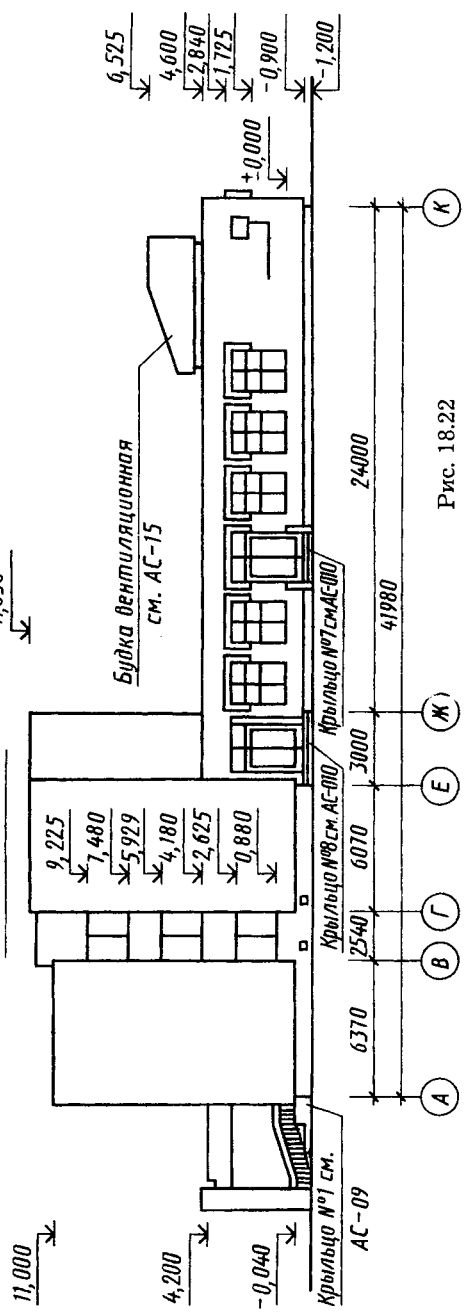 11,000
4,200
-0,040
Крыльцо №1 см.
АС-09
9,225
7,480
5,929
4,180
2,625
0,880
Будка вентиляционная
см. АС-15
6,525
4,600
2,840
1,725
±0,000
-0,900
-1,200
Крыльцо №8 см. АС-010
Крыльцо №7 см АС-010
6370
2540
6070
3000
24000
41980
А
В
Г
Е
Ж
К
Рис. 18.22